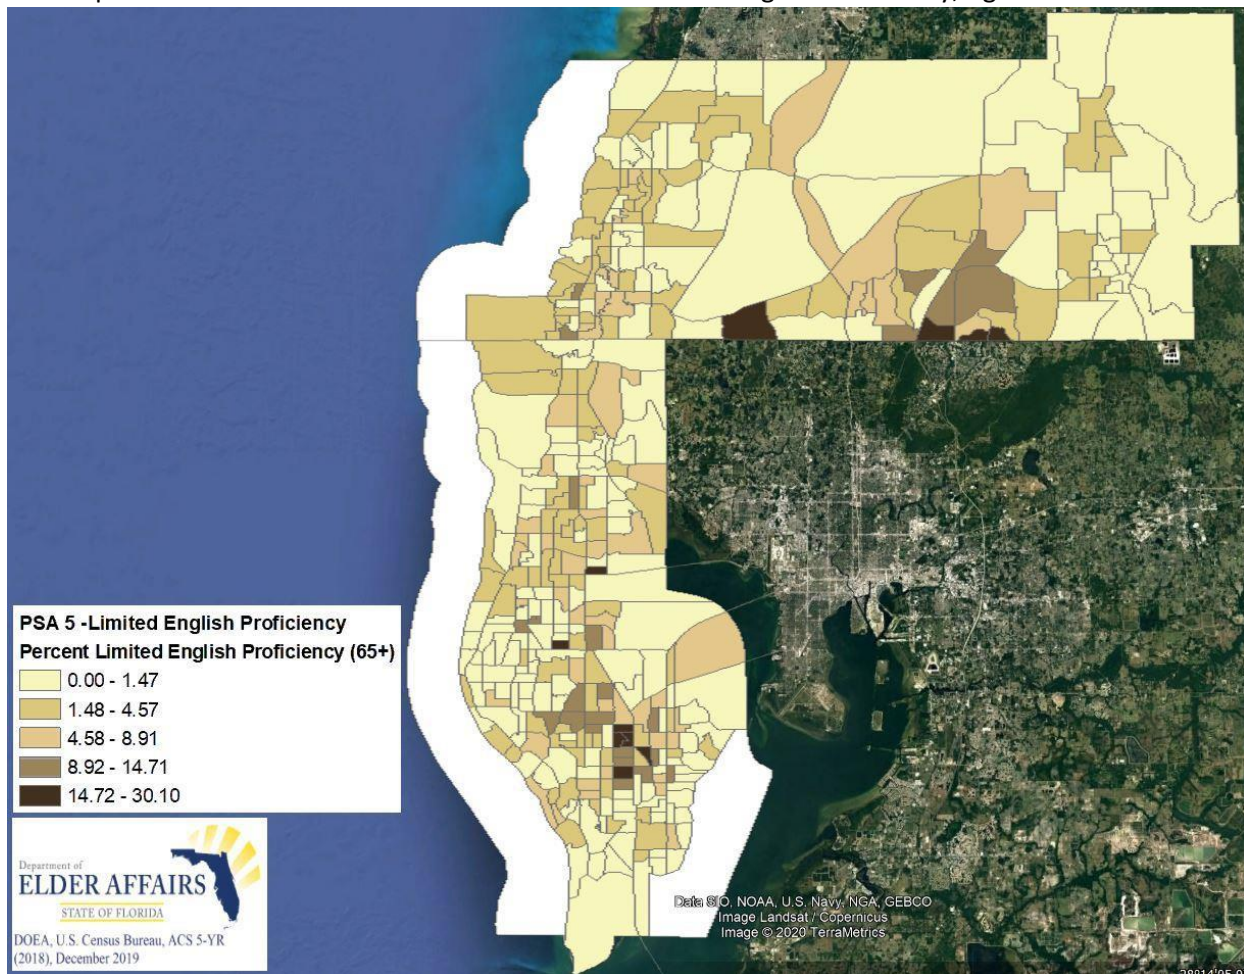 PSA 5 -Limited English Proficiency
Percent Limited English Proficiency (65+)
0.00 - 1.47
1.48 - 4.57
4.58 - 8.91
8.92 - 14.71
14.72 - 30.10
Department of
ELDER AFFAIRS
STATE OF FLORIDA
DOEA, U.S. Census Bureau, ACS 5-YR
(2018), December 2019
Data SIO, NOAA, U.S. Navy, NGA, GEBCO
Image Landsat / Copernicus
Image © 2020 TerraMetrics